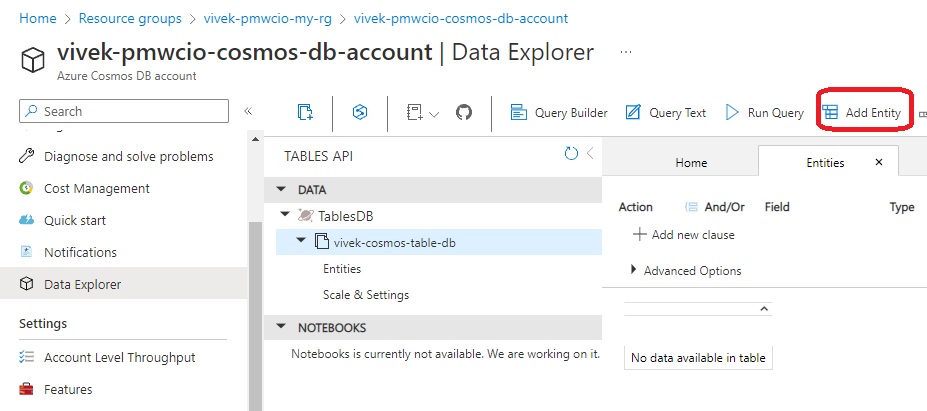 Home > Resource groups > vivek-pmwcio-my-rg > vivek-pmwcio-cosmos-db-account
vivek-pmwcio-cosmos-db-account | Data Explorer ...
Azure Cosmos DB account
Search
«
Query Builder
Query Text
Run Query
Add Entity
Diagnose and solve problems
Cost Management
Quick start
Notifications
Data Explorer
Settings
Account Level Throughput
Features
TABLES API
DATA
TablesDB
vivek-cosmos-table-db
Entities
Scale & Settings
NOTEBOOKS
Notebooks is currently not available. We are working on it.
Home
Entities ×
Action And/Or Field Type
Add new clause
Advanced Options
No data available in table